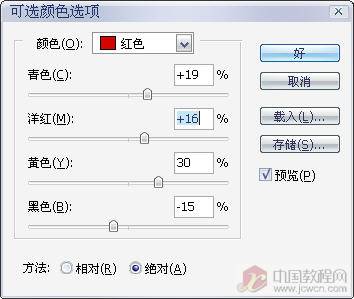 可选颜色选项
颜色(O): 红色
好
青色(C): +19 %
取消
洋红(M): +16 %
载入(L)...
黄色(Y): 30 %
存储(S)...
预览(P)
黑色(B): -15 %
方法: 相对(R) 绝对(A)
中国教程网
www.jcwcn.com